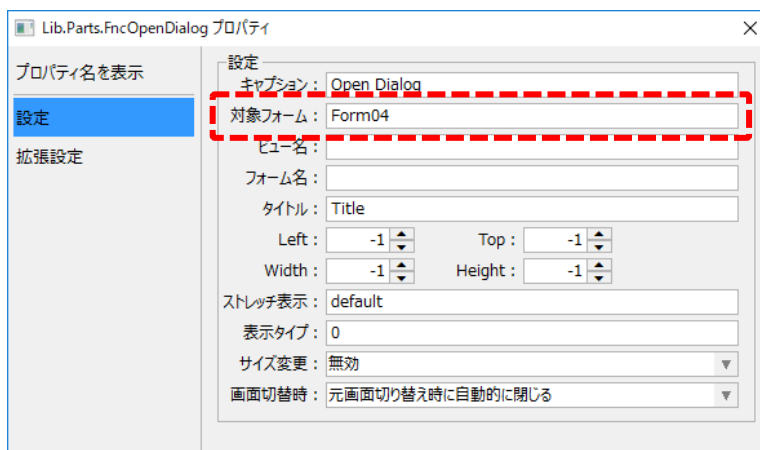 Lib.Parts.FncOpenDialog プロパティ
プロパティ名を表示
設定
拡張設定
設定
キャプション : Open Dialog
対象フォーム : Form04
ビュー名 :
フォーム名 :
タイトル : Title
Left : -1 Top : -1
Width : -1 Height : -1
ストレッチ表示 : default
表示タイプ : 0
サイズ変更 : 無効
画面切替時 : 元画面切り替え時に自動的に閉じる